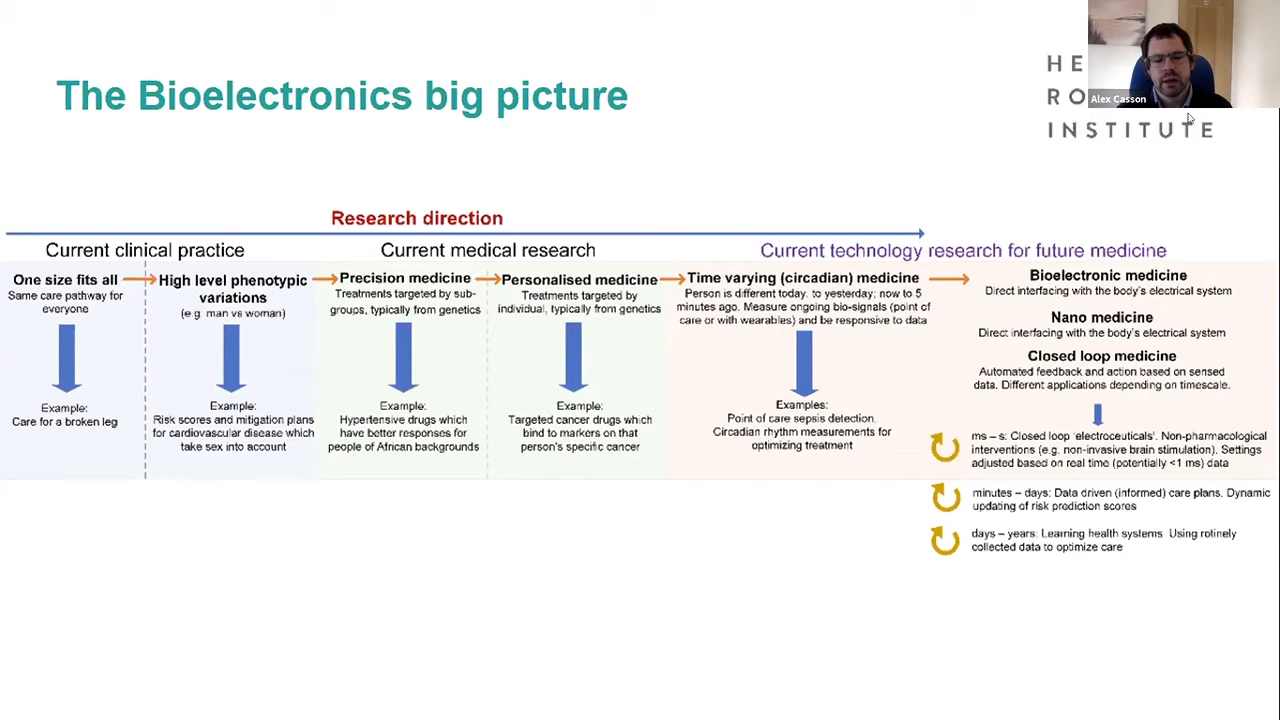 The Bioelectronics big picture
HE
RO
INSTITUTE
Alex Casson
Research direction
Current clinical practice
Current medical research
Current technology research for future medicine
One size fits all
Same care pathway for
everyone
Example:
Care for a broken leg
High level phenotypic
variations
(e.g. man vs woman)
Example:
Risk scores and mitigation plans
for cardiovascular disease which
take sex into account
Precision medicine
Treatments targeted by sub-
groups, typically from genetics
Example:
Hypertensive drugs which
have better responses for
people of African backgrounds
Personalised medicine
Treatments targeted by
individual, typically from genetics
Example:
Targeted cancer drugs which
bind to markers on that
person's specific cancer
Time varying (circadian) medicine
Person is different today, to yesterday; now to 5
minutes ago. Measure ongoing bio-signals (point of
care or with wearables) and be responsive to data
Examples:
Point of care sepsis detection.
Circadian rhythm measurements for
optimizing treatment
Bioelectronic medicine
Direct interfacing with the body's electrical system
Nano medicine
Direct interfacing with the body's electrical system
Closed loop medicine
Automated feedback and action based on sensed
data. Different applications depending on timescale.
ms – s: Closed loop 'electroceuticals'. Non-pharmacological
interventions (e.g. non-invasive brain stimulation). Settings
adjusted based on real time (potentially <1 ms) data
minutes – days: Data driven (informed) care plans. Dynamic
updating of risk prediction scores
days – years: Learning health systems. Using rotinely
collected data to optimize care